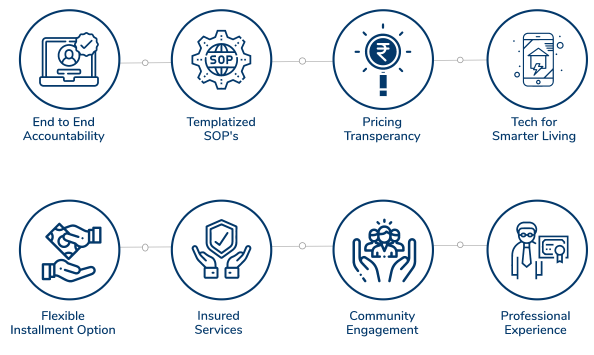 SOP
₹
End to End
Accountability
Templatized
SOP's
Pricing
Transperancy
Tech for
Smarter Living
Flexible
Installment Option
Insured
Services
Community
Engagement
Professional
Experience